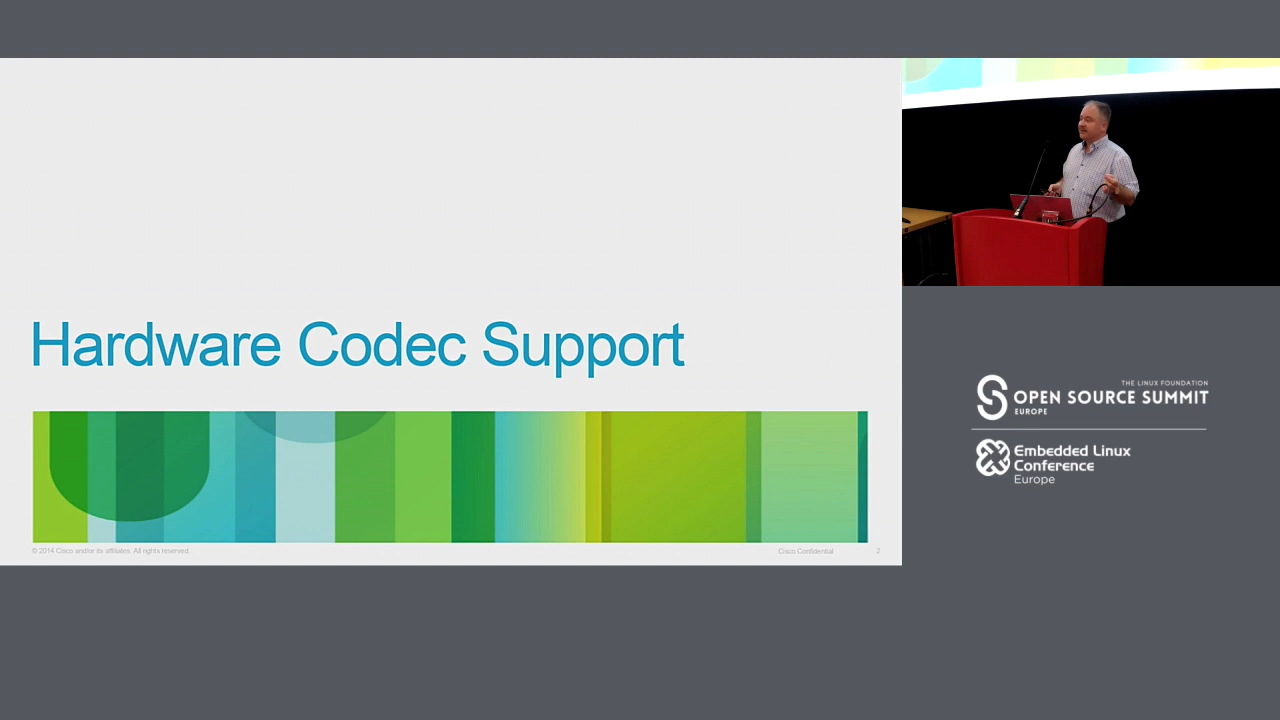 Hardware Codec Support
© 2014 Cisco and/or its affiliates. All rights reserved.
Cisco Confidential
2
THE LINUX FOUNDATION
OPEN SOURCE SUMMIT
EUROPE
Embedded Linux
Conference
Europe